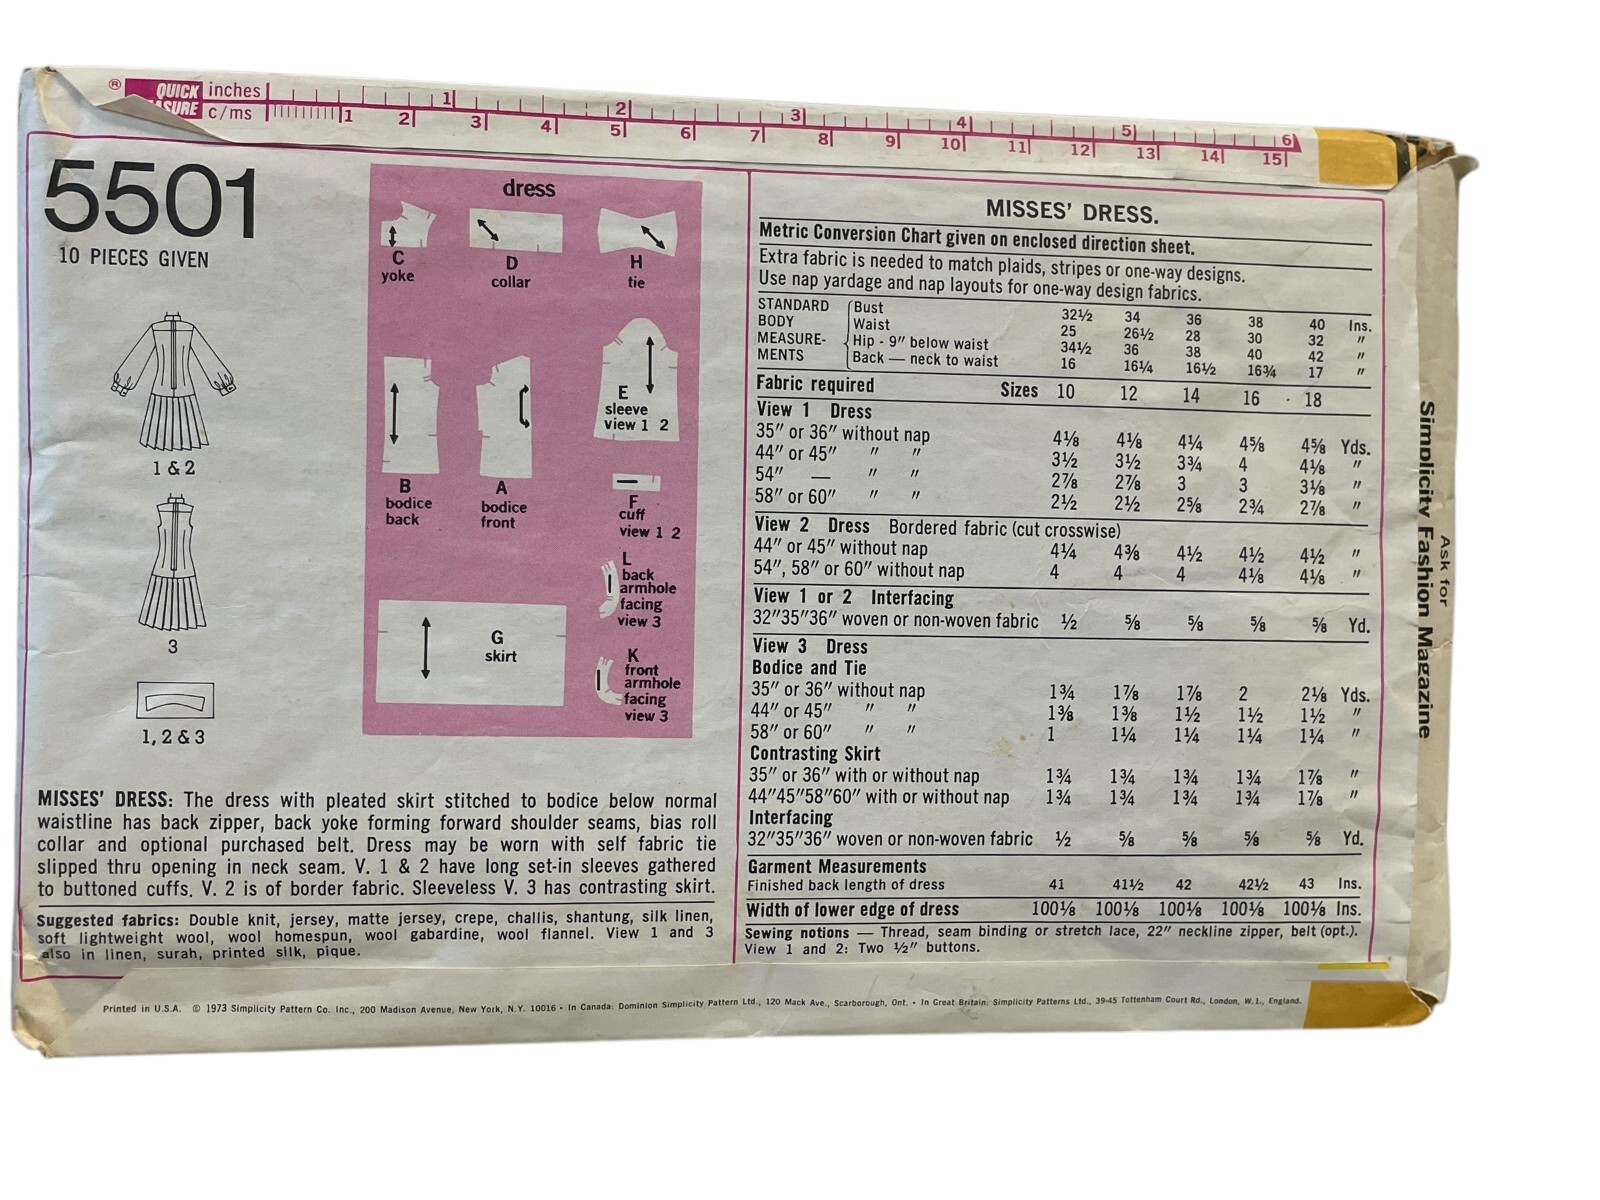 ® QUICK inches 1 2 3 4 5 6
ASURE c/ms 1 2 3 4 5 6 7 8 9 10 11 12 13 14 15
5501
10 PIECES GIVEN
1 & 2
3
1, 2 & 3
dress
C
yoke
D
collar
H
tie
B
bodice
back
A
bodice
front
E
sleeve
view 1 2
F
cuff
view 1 2
L
back
armhole
facing
view 3
G
skirt
K
front
armhole
facing
view 3
MISSES' DRESS: The dress with pleated skirt stitched to bodice below normal
waistline has back zipper, back yoke forming forward shoulder seams, bias roll
collar and optional purchased belt. Dress may be worn with self fabric tie
slipped thru opening in neck seam. V. 1 & 2 have long set-in sleeves gathered
to buttoned cuffs. V. 2 is of border fabric. Sleeveless V. 3 has contrasting skirt.
Suggested fabrics: Double knit, jersey, matte jersey, crepe, challis, shantung, silk linen,
soft lightweight wool, wool homespun, wool gabardine, wool flannel. View 1 and 3
also in linen, surah, printed silk, pique.
MISSES' DRESS.
Metric Conversion Chart given on enclosed direction sheet.
Extra fabric is needed to match plaids, stripes or one-way designs.
Use nap yardage and nap layouts for one-way design fabrics.
STANDARD BODY MEASURE-MENTS
Bust 32½ 34 36 38 40 Ins.
Waist 25 26½ 28 30 32 "
Hip - 9" below waist 34½ 36 38 40 42 "
Back — neck to waist 16 16¼ 16½ 16¾ 17 "
Fabric required Sizes 10 12 14 16 18
View 1 Dress
35" or 36" without nap 4⅛ 4⅛ 4¼ 4⅝ 4⅝ Yds.
44" or 45" " " 3½ 3½ 3¾ 4 4⅛ "
54" — " " 2⅞ 2⅞ 3 3 3⅛ "
58" or 60" " " 2½ 2½ 2⅝ 2¾ 2⅞ "
View 2 Dress Bordered fabric (cut crosswise)
44" or 45" without nap 4¼ 4⅜ 4½ 4½ 4½ "
54", 58" or 60" without nap 4 4 4 4⅛ 4⅛ "
View 1 or 2 Interfacing
32"35"36" woven or non-woven fabric ½ ⅝ ⅝ ⅝ ⅝ Yd.
View 3 Dress
Bodice and Tie
35" or 36" without nap 1¾ 1⅞ 1⅞ 2 2⅛ Yds.
44" or 45" " " 1⅜ 1⅜ 1½ 1½ 1½ "
58" or 60" " " 1 1¼ 1¼ 1¼ 1¼ "
Contrasting Skirt
35" or 36" with or without nap 1¾ 1¾ 1¾ 1¾ 1⅞ "
44"45"58"60" with or without nap 1¾ 1¾ 1¾ 1¾ 1⅞ "
Interfacing
32"35"36" woven or non-woven fabric ½ ⅝ ⅝ ⅝ ⅝ Yd.
Garment Measurements
Finished back length of dress 41 41½ 42 42½ 43 Ins.
Width of lower edge of dress 100⅛ 100⅛ 100⅛ 100⅛ 100⅛ Ins.
Sewing notions — Thread, seam binding or stretch lace, 22" neckline zipper, belt (opt.).
View 1 and 2: Two ½" buttons.
Ask for
Simplicity Fashion Magazine
Printed in U.S.A. © 1973 Simplicity Pattern Co. Inc., 200 Madison Avenue, New York, N.Y. 10016 • In Canada: Dominion Simplicity Pattern Ltd., 120 Mack Ave., Scarborough, Ont. • In Great Britain: Simplicity Patterns Ltd., 39-45 Tottenham Court Rd., London, W.1., England.